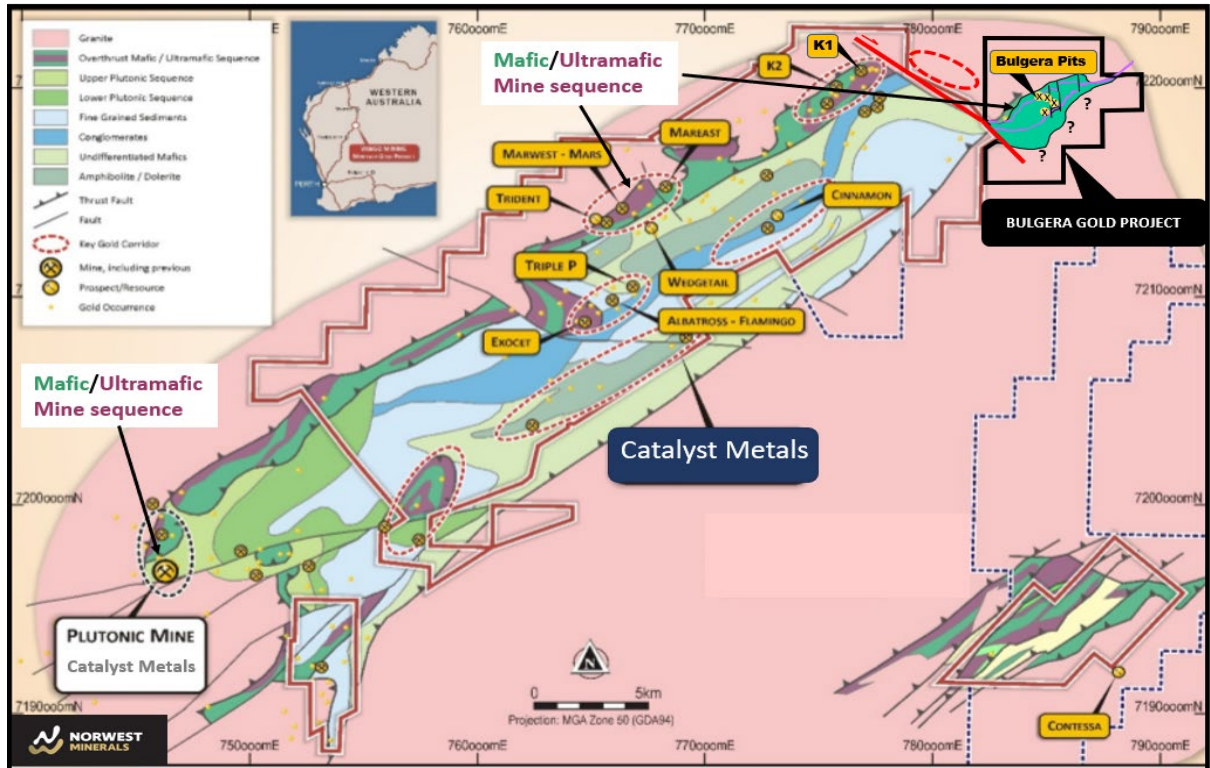 760000mE
770000mE
780000mE
790000mE
Granite
Overthrust Mafic / Ultramafic Sequence
Upper Plutonic Sequence
Lower Plutonic Sequence
Fine Grained Sediments
Conglomerates
Undifferentiated Mafics
Amphibolite / Dolerite
Thrust Fault
Fault
Key Gold Corridor
Mine, including previous
Prospect/Resource
Gold Occurrence
WESTERN
AUSTRALIA
PERTH
Mafic/Ultramafic
Mine sequence
K1
K2
Bulgera Pits
7220000mN
?
?
?
BULGERA GOLD PROJECT
MAREAST
MARWEST - MARS
TRIDENT
CINNAMON
TRIPLE P
WEDGETAIL
ALBATROSS - FLAMINGO
EXOCET
7210000mN
Mafic/Ultramafic
Mine sequence
Catalyst Metals
7200000mN
7200000mN
PLUTONIC MINE
Catalyst Metals
N
0 5km
Projection: MGA Zone 50 (GDA94)
CONTESSA
7190000mN
7190000mN
NORWEST
MINERALS
750000mE
760000mE
770000mE
780000mE
790000mE